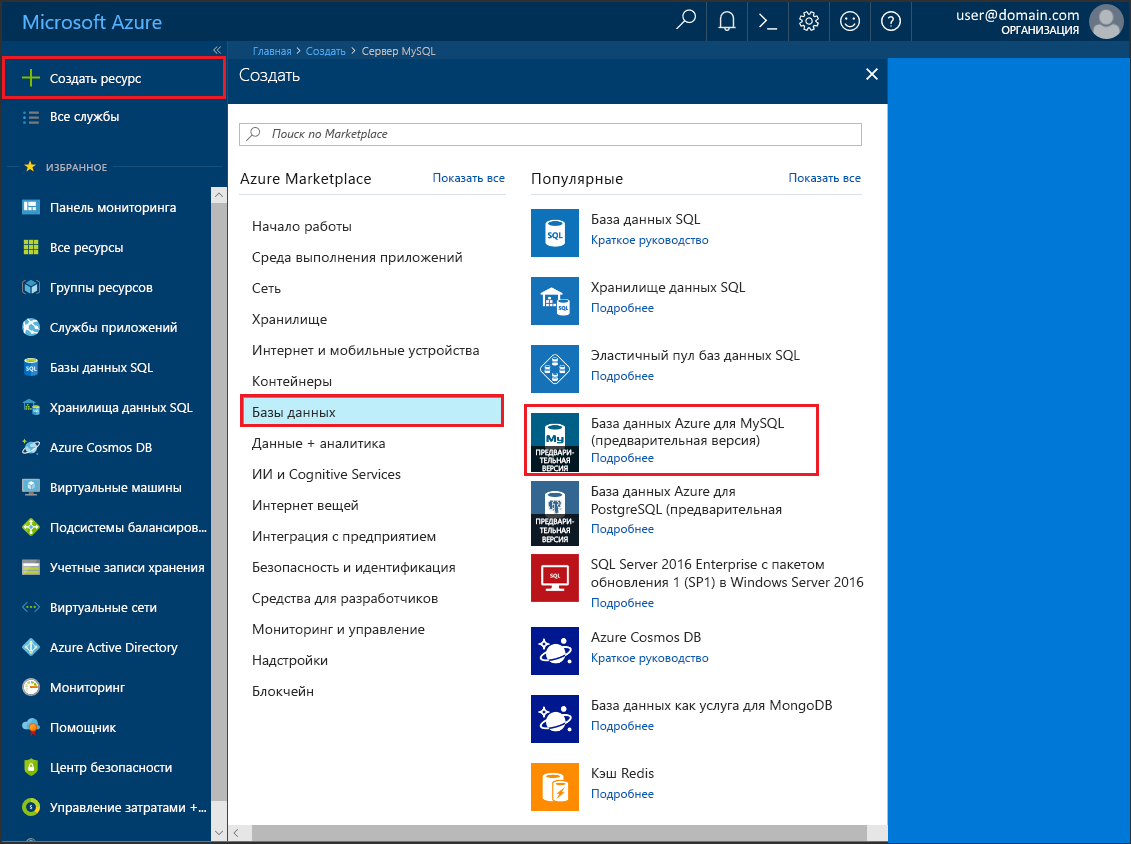 Microsoft Azure
user@domain.com
ОРГАНИЗАЦИЯ
Главная > Создать > Сервер MySQL
Создать ресурс
Все службы
ИЗБРАННОЕ
Панель мониторинга
Все ресурсы
Группы ресурсов
Службы приложений
Базы данных SQL
Хранилища данных SQL
Azure Cosmos DB
Виртуальные машины
Подсистемы балансиров...
Учетные записи хранения
Виртуальные сети
Azure Active Directory
Мониторинг
Помощник
Центр безопасности
Управление затратами +...
Создать
Поиск по Marketplace
Azure Marketplace
Показать все
Начало работы
Среда выполнения приложений
Сеть
Хранилище
Интернет и мобильные устройства
Контейнеры
Базы данных
Данные + аналитика
ИИ и Cognitive Services
Интернет вещей
Интеграция с предприятием
Безопасность и идентификация
Средства для разработчиков
Мониторинг и управление
Надстройки
Блокчейн
Популярные
Показать все
SQL
База данных SQL
Краткое руководство
SQL
Хранилище данных SQL
Подробнее
Эластичный пул баз данных SQL
Подробнее
My
ПРЕДВАРИ-
ТЕЛЬНАЯ
ВЕРСИЯ
База данных Azure для MySQL
(предварительная версия)
Подробнее
ПРЕДВАРИ-
ТЕЛЬНАЯ
ВЕРСИЯ
База данных Azure для
PostgreSQL (предварительная
Подробнее
SQL
SQL Server 2016 Enterprise с пакетом
обновления 1 (SP1) в Windows Server 2016
Подробнее
Azure Cosmos DB
Краткое руководство
База данных как услуга для MongoDB
Подробнее
Кэш Redis
Подробнее